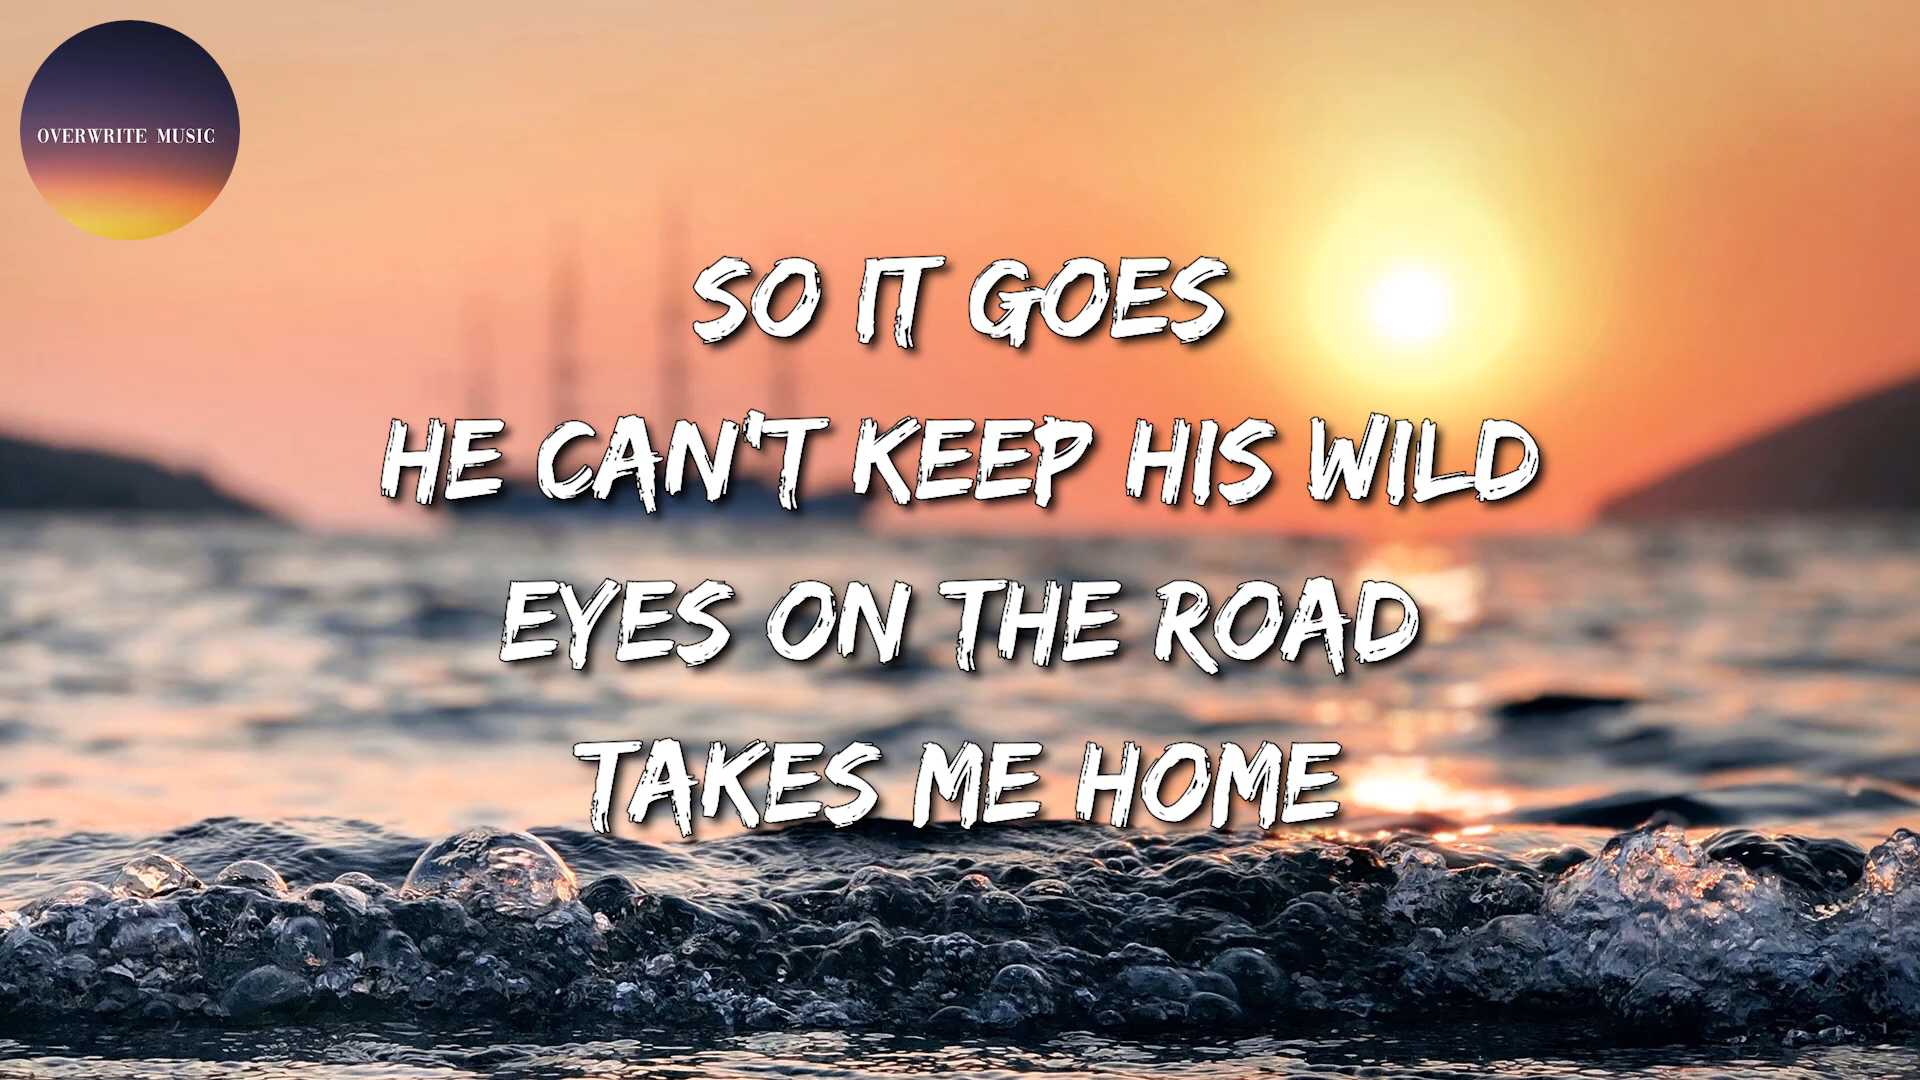 OVERWRITE MUSIC
SO IT GOES
HE CAN'T KEEP HIS WILD
EYES ON THE ROAD
TAKES ME HOME